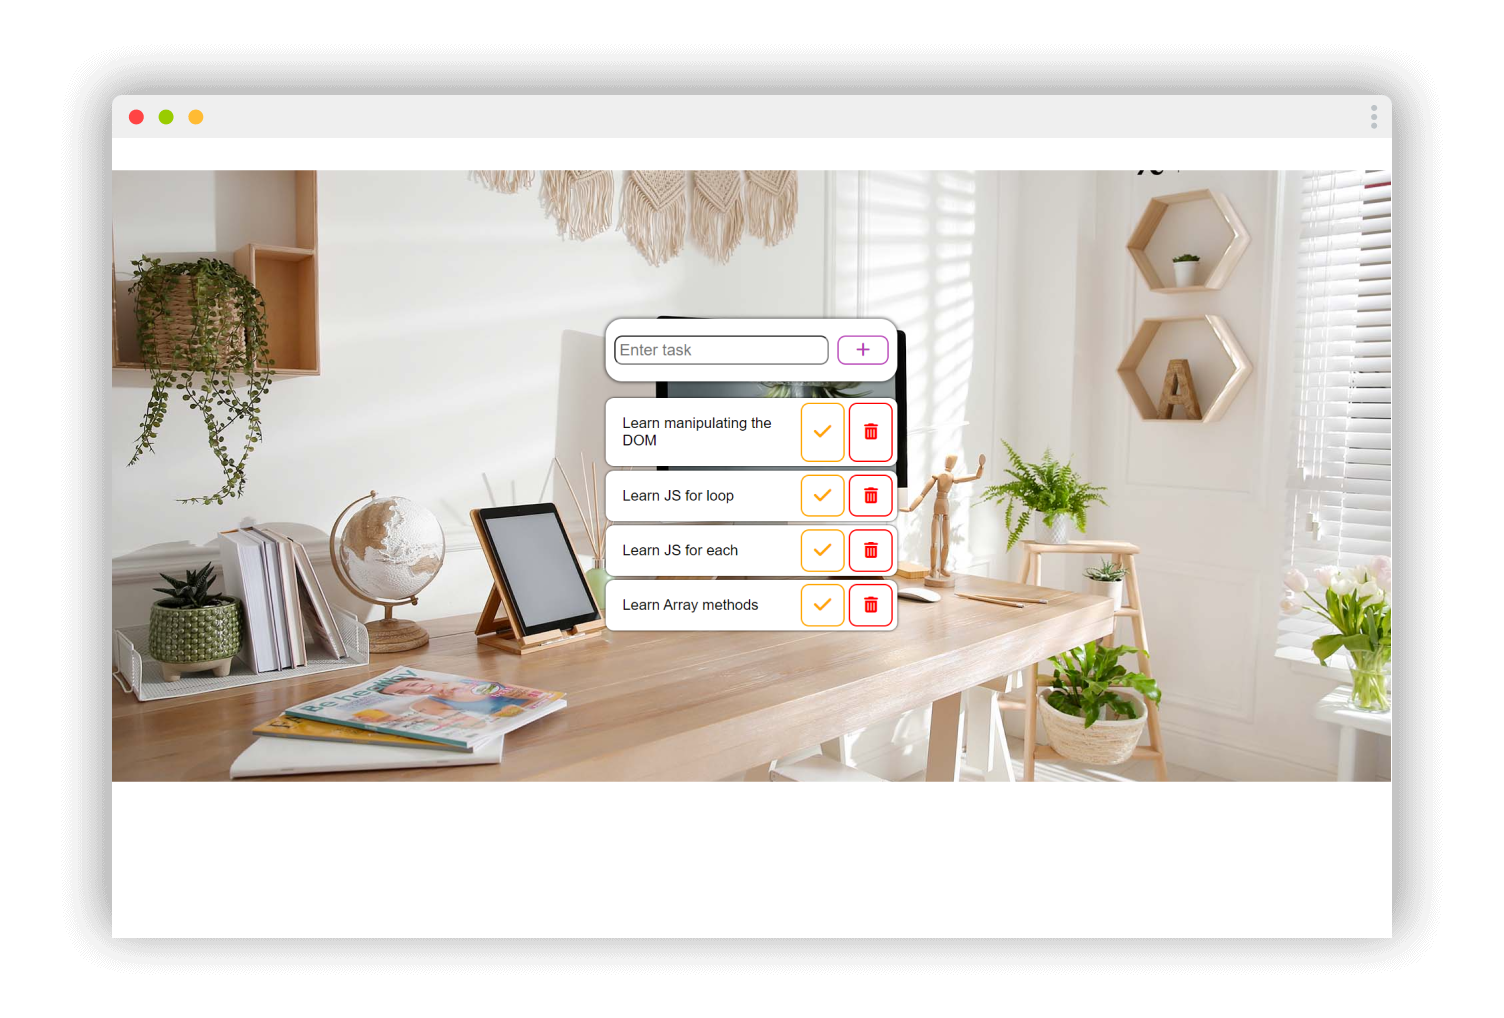 Enter task
Learn manipulating the
DOM
Learn JS for loop
Learn JS for each
Learn Array methods
A